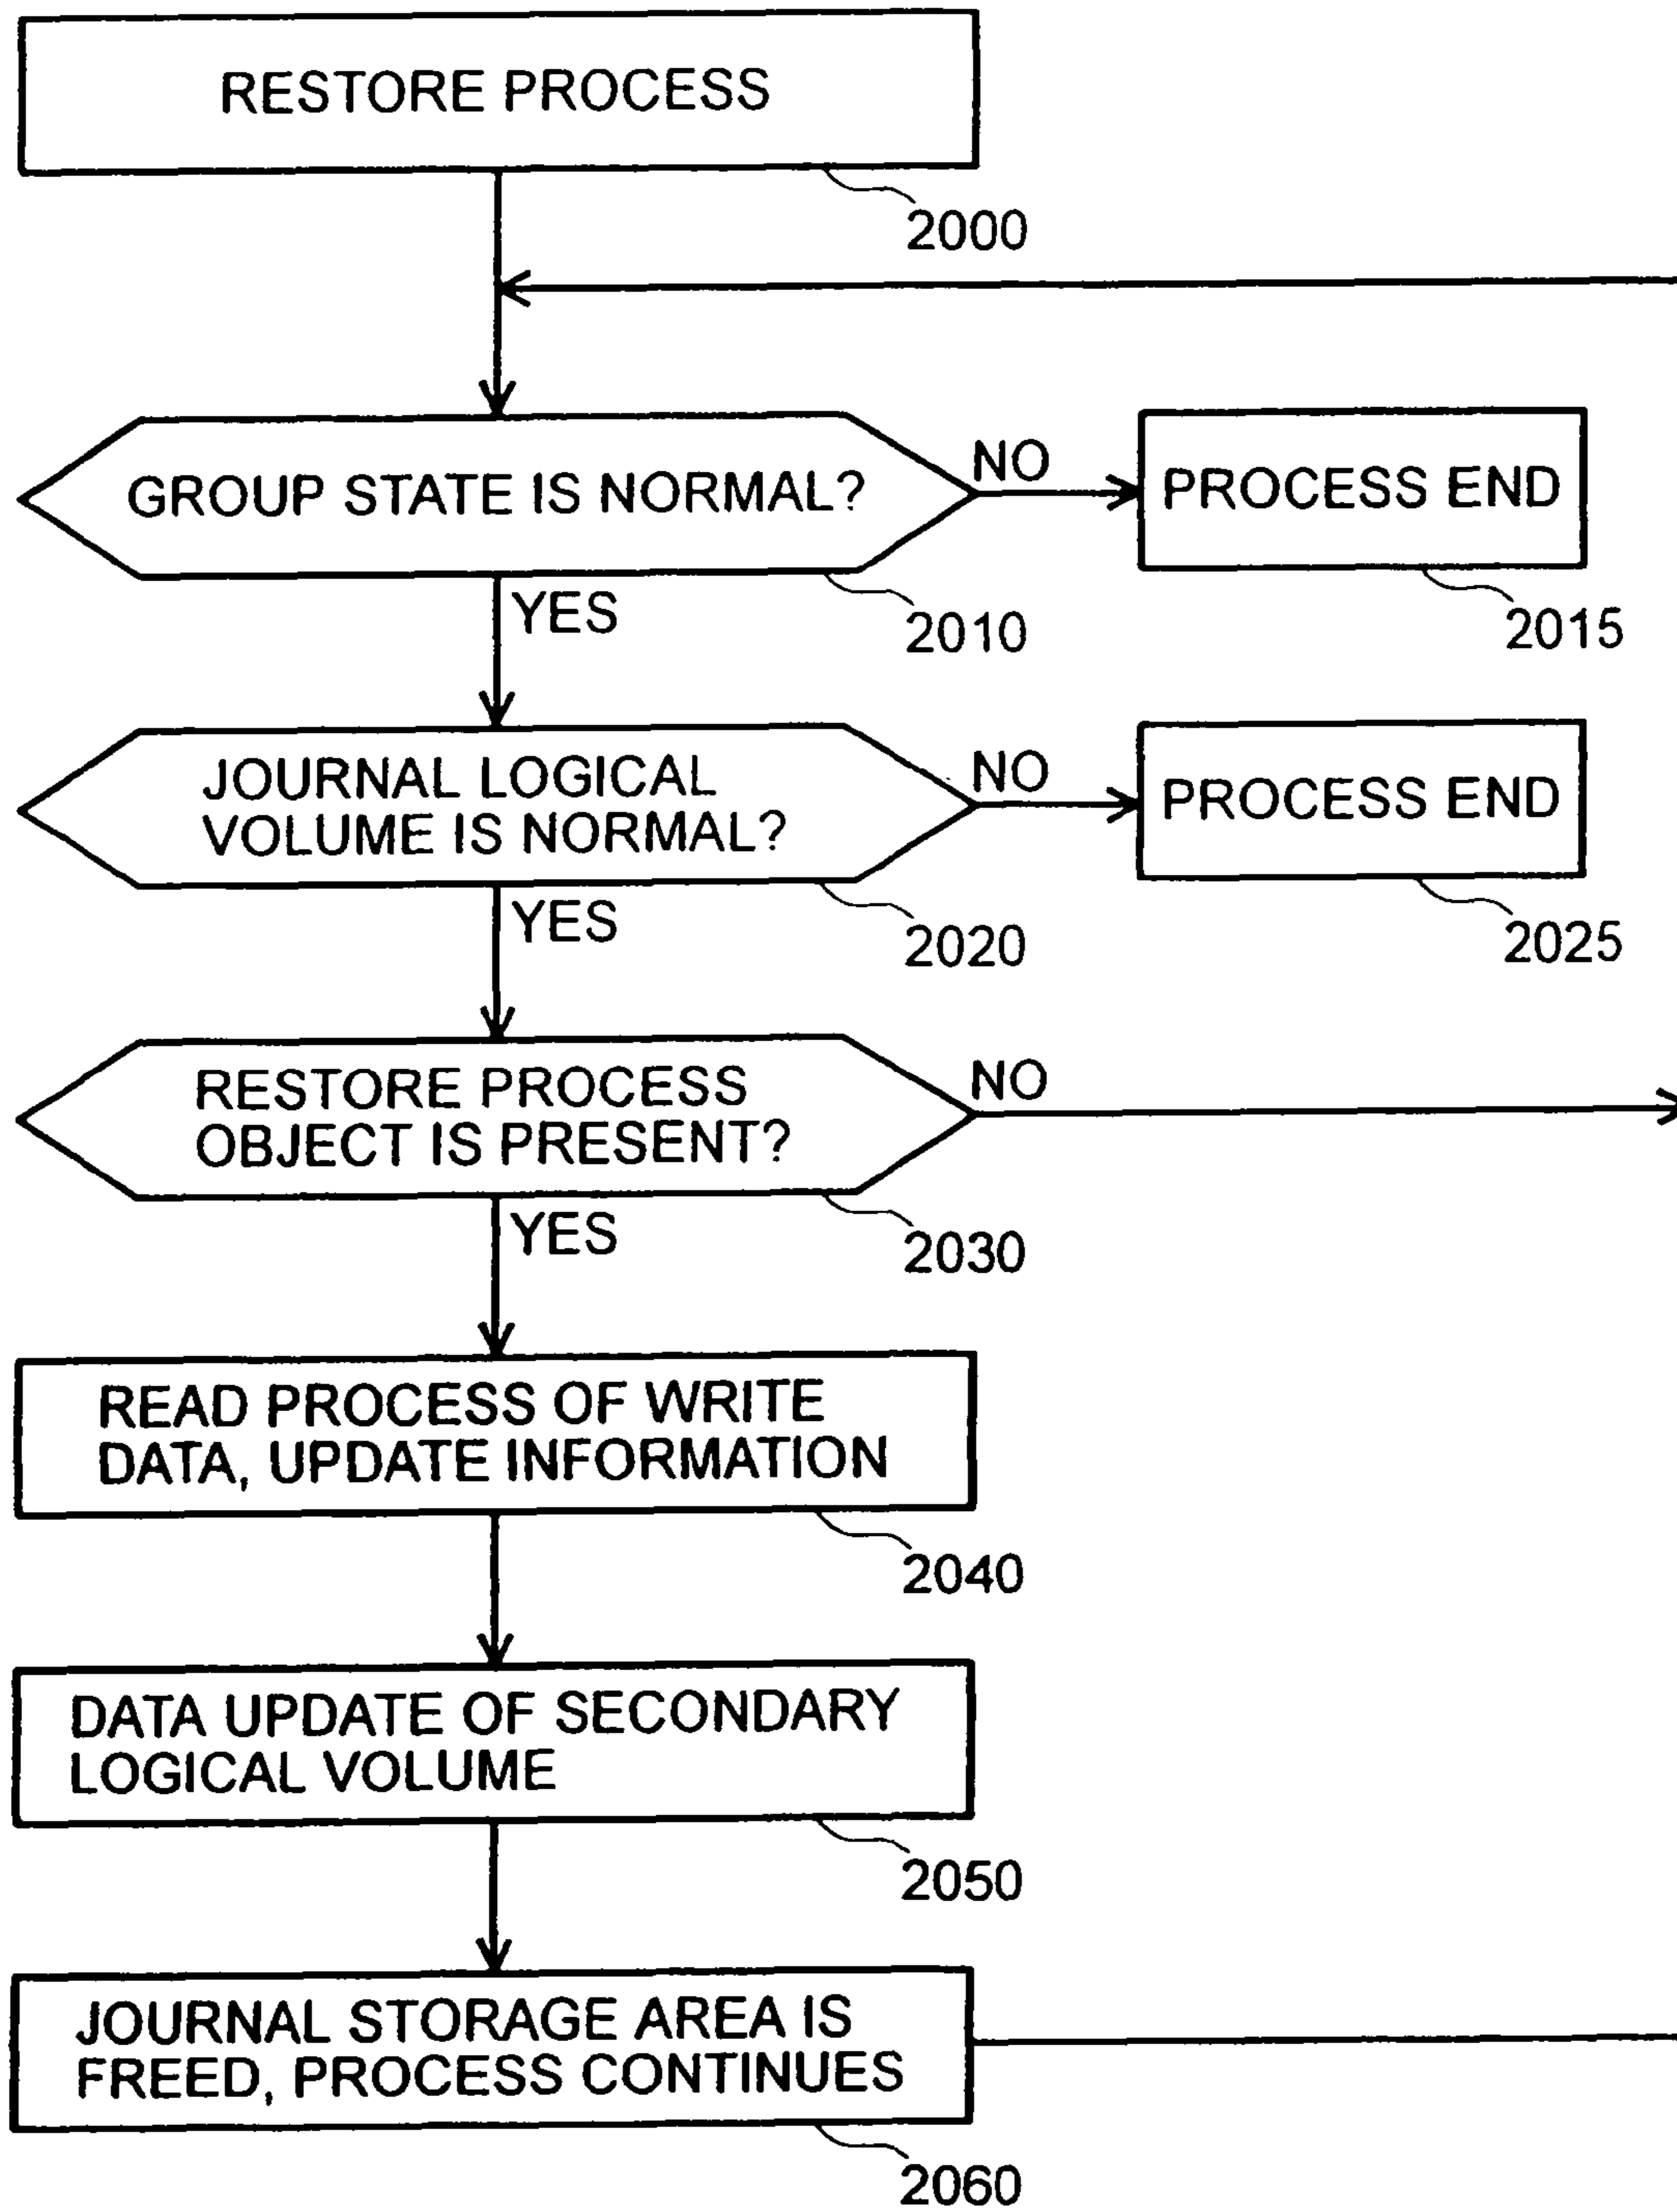 RESTORE PROCESS
2000
GROUP STATE IS NORMAL?
NO
PROCESS END
YES
2010
2015
JOURNAL LOGICAL
VOLUME IS NORMAL?
NO
PROCESS END
YES
2020
2025
RESTORE PROCESS
OBJECT IS PRESENT?
NO
YES
2030
READ PROCESS OF WRITE
DATA, UPDATE INFORMATION
2040
DATA UPDATE OF SECONDARY
LOGICAL VOLUME
2050
JOURNAL STORAGE AREA IS
FREED, PROCESS CONTINUES
2060